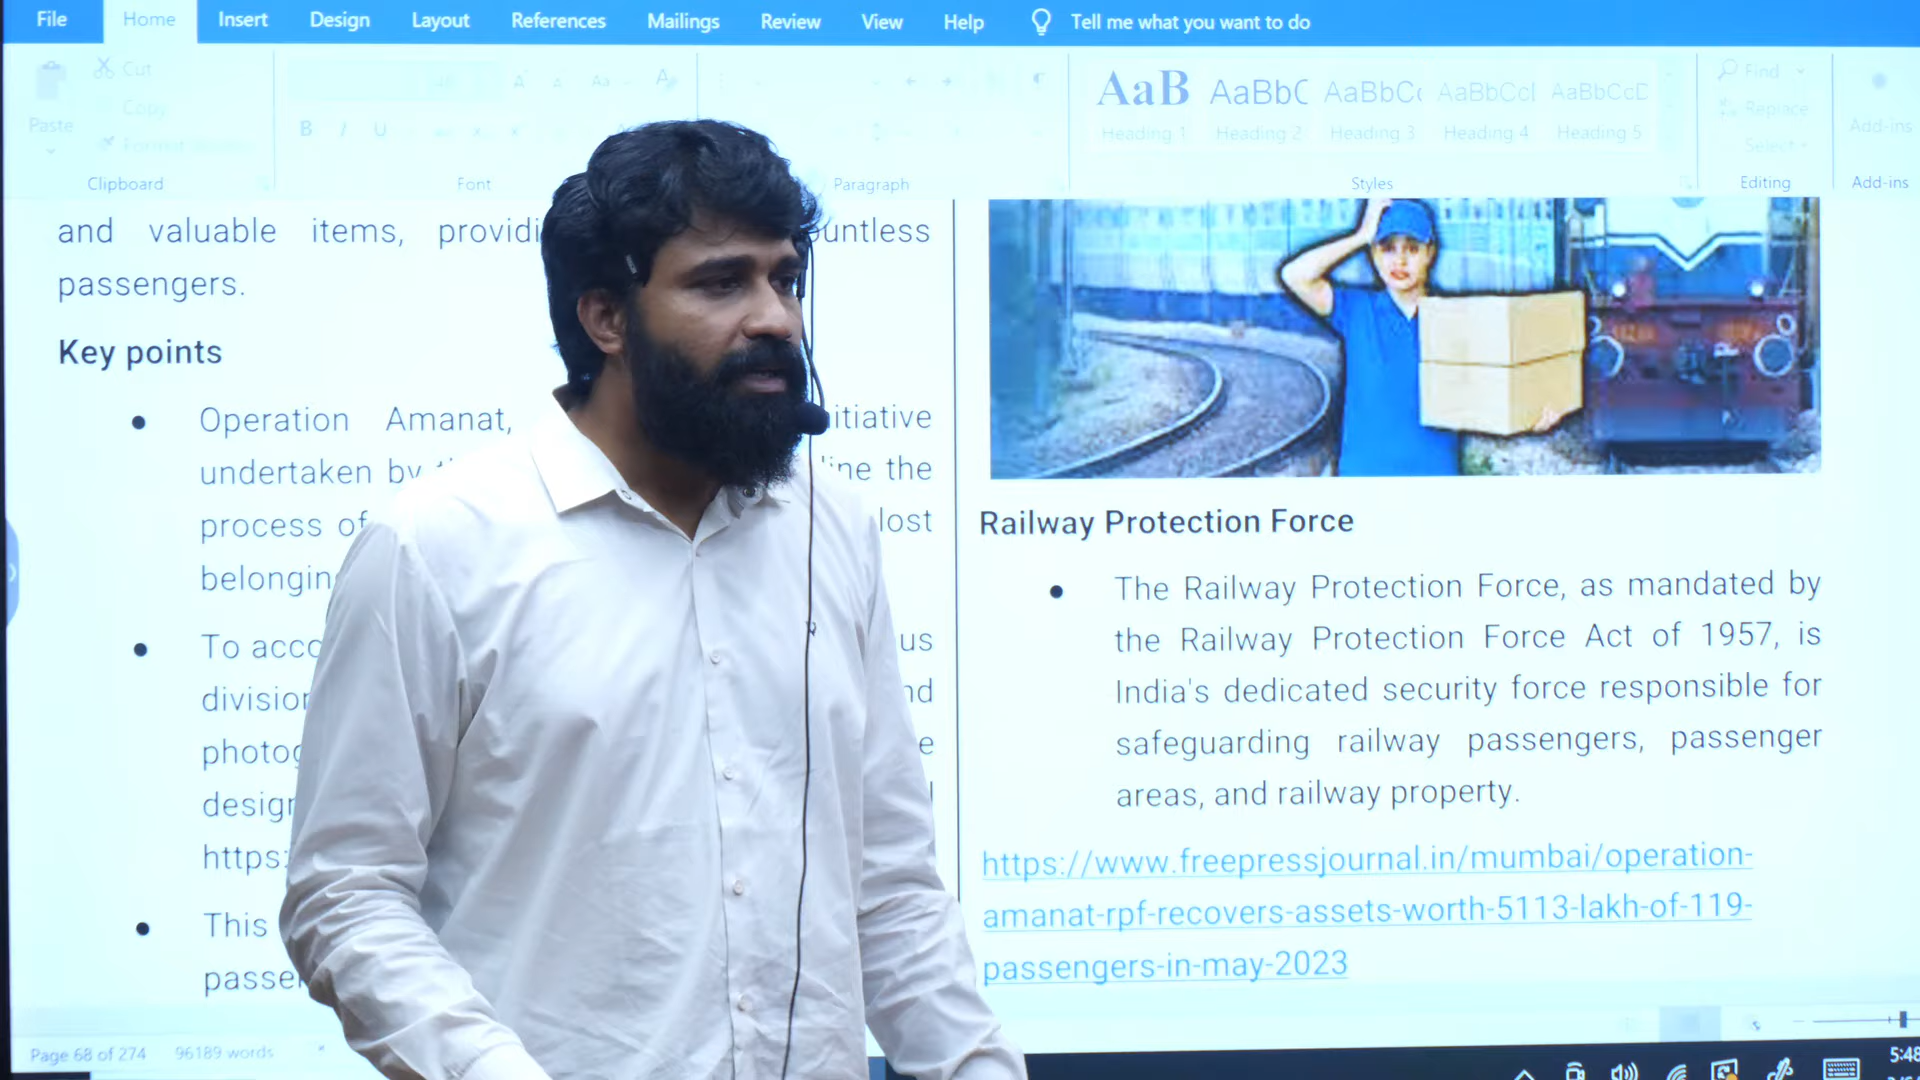 File Home Insert Design Layout References Mailings Review View Help Tell me what you want to do
Cut
Copy
Paste
Format
B I U
AaB AaBbC AaBbCc AaBbCcI AaBbCcD
Heading 1 Heading 2 Heading 3 Heading 4 Heading 5
Find
Replace
Select
Add-ins
Clipboard Font Paragraph Styles Editing Add-ins
and valuable items, providi untless
passengers.
Key points
● Operation Amanat, itiative
undertaken by ine the
process of lost
belonging
● To acco us
division nd
photog e
design
https:
● This
passe
Railway Protection Force
● The Railway Protection Force, as mandated by
the Railway Protection Force Act of 1957, is
India's dedicated security force responsible for
safeguarding railway passengers, passenger
areas, and railway property.
https://www.freepressjournal.in/mumbai/operation-
amanat-rpf-recovers-assets-worth-5113-lakh-of-119-
passengers-in-may-2023
Page 68 of 274 96189 words
5:48